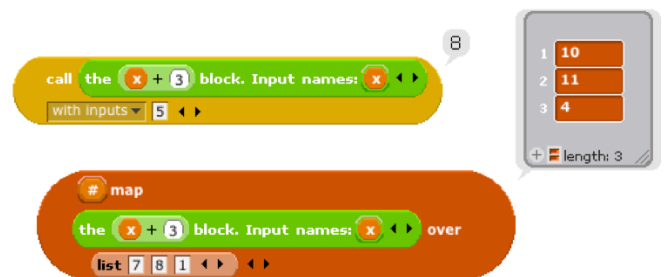 8
call the x + 3 block. Input names: x
with inputs 5
1 10
2 11
3 4
+ length: 3
# map
the x + 3 block. Input names: x over
list 7 8 1